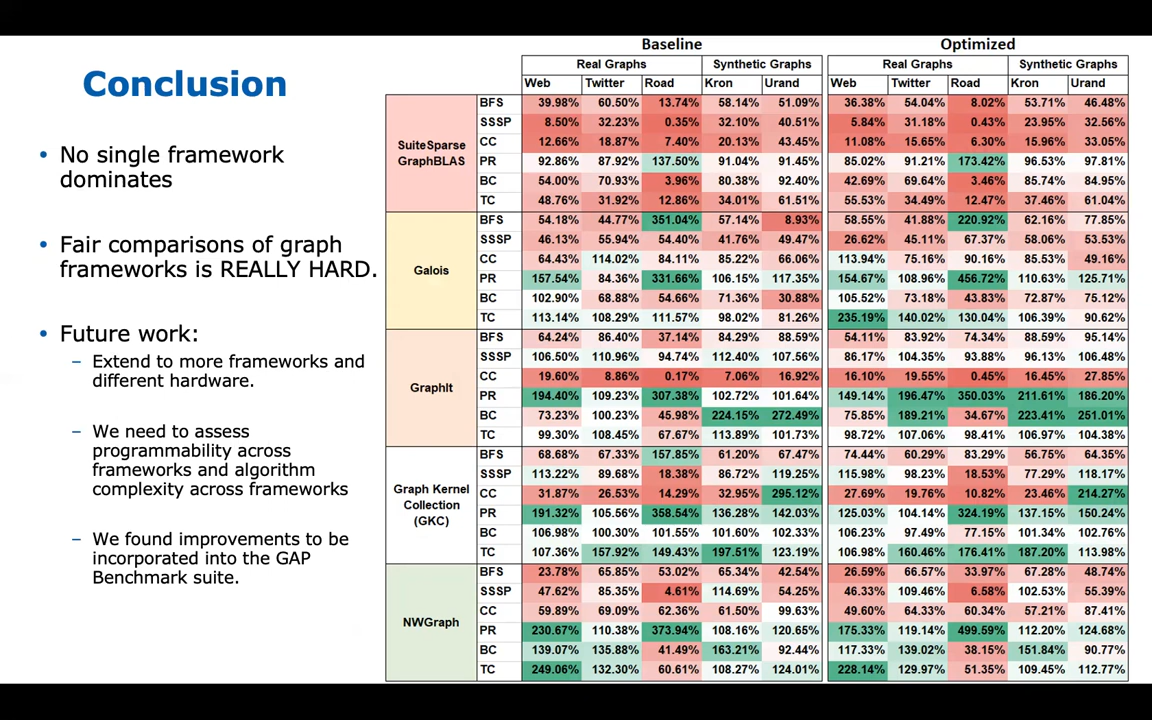 Conclusion
• No single framework
dominates
• Fair comparisons of graph
frameworks is REALLY HARD.
• Future work:
– Extend to more frameworks and
different hardware.
– We need to assess
programmability across
frameworks and algorithm
complexity across frameworks
– We found improvements to be
incorporated into the GAP
Benchmark suite.
Baseline Optimized
Real Graphs Synthetic Graphs Real Graphs Synthetic Graphs
Web Twitter Road Kron Urand Web Twitter Road Kron Urand
SuiteSparse
GraphBLAS
BFS 39.98% 60.50% 13.74% 58.14% 51.09% 36.38% 54.04% 8.02% 53.71% 46.48%
SSSP 8.50% 32.23% 0.35% 32.10% 40.51% 5.84% 31.18% 0.43% 23.95% 32.56%
CC 12.66% 18.87% 7.40% 20.13% 43.45% 11.08% 15.65% 6.30% 15.96% 33.05%
PR 92.86% 87.92% 137.50% 91.04% 91.45% 85.02% 91.21% 173.42% 96.53% 97.81%
BC 54.00% 70.93% 3.96% 80.38% 92.40% 42.69% 69.64% 3.46% 85.74% 84.95%
TC 48.76% 31.92% 12.86% 34.01% 61.51% 55.53% 34.49% 12.47% 37.46% 61.04%
Galois
BFS 54.18% 44.77% 351.04% 57.14% 8.93% 58.55% 41.88% 220.92% 62.16% 77.85%
SSSP 46.13% 55.94% 54.40% 41.76% 49.47% 26.62% 45.11% 67.37% 58.06% 53.53%
CC 64.43% 114.02% 84.11% 85.22% 66.06% 113.94% 75.16% 90.16% 85.53% 49.16%
PR 157.54% 84.36% 331.66% 106.15% 117.35% 154.67% 108.96% 456.72% 110.63% 125.71%
BC 102.90% 68.88% 54.66% 71.36% 30.88% 105.52% 73.18% 43.83% 72.87% 75.12%
TC 113.14% 108.29% 111.57% 98.02% 81.26% 235.19% 140.02% 130.04% 106.39% 90.62%
GraphIt
BFS 64.24% 86.40% 37.14% 84.29% 88.59% 54.11% 83.92% 74.34% 88.59% 95.14%
SSSP 106.50% 110.96% 94.74% 112.40% 107.56% 86.17% 104.35% 93.88% 96.13% 106.48%
CC 19.60% 8.86% 0.17% 7.06% 16.92% 16.10% 19.55% 0.45% 16.45% 27.85%
PR 194.40% 109.23% 307.38% 102.72% 101.64% 149.14% 196.47% 350.03% 211.61% 186.20%
BC 73.23% 100.23% 45.98% 224.15% 272.49% 75.85% 189.21% 34.67% 223.41% 251.01%
TC 99.30% 108.45% 67.67% 113.89% 101.73% 98.72% 107.06% 98.41% 106.97% 104.38%
Graph Kernel
Collection
(GKC)
BFS 68.68% 67.33% 157.85% 61.20% 67.47% 74.44% 60.29% 83.29% 56.75% 64.35%
SSSP 113.22% 89.68% 18.38% 86.72% 119.25% 115.98% 98.23% 18.53% 77.29% 118.17%
CC 31.87% 26.53% 14.29% 32.95% 295.12% 27.69% 19.76% 10.82% 23.46% 214.27%
PR 191.32% 105.56% 358.54% 136.28% 142.03% 125.03% 104.14% 324.19% 137.15% 150.24%
BC 106.98% 100.30% 101.55% 101.60% 102.33% 106.23% 97.49% 77.15% 101.34% 102.76%
TC 107.36% 157.92% 149.43% 197.51% 123.19% 106.98% 160.46% 176.41% 187.20% 113.98%
NWGraph
BFS 23.78% 65.85% 53.02% 65.34% 42.54% 26.59% 66.57% 33.97% 67.28% 48.74%
SSSP 47.62% 85.35% 4.61% 114.69% 54.25% 46.33% 109.46% 6.58% 102.53% 55.39%
CC 59.89% 69.09% 62.36% 61.50% 99.63% 49.60% 64.33% 60.34% 57.21% 87.41%
PR 230.67% 110.38% 373.94% 108.16% 120.65% 175.33% 119.14% 499.59% 112.20% 124.68%
BC 139.07% 135.88% 41.49% 163.21% 92.44% 117.33% 139.02% 38.15% 151.84% 90.77%
TC 249.06% 132.30% 60.61% 108.27% 124.01% 228.14% 129.97% 51.35% 109.45% 112.77%